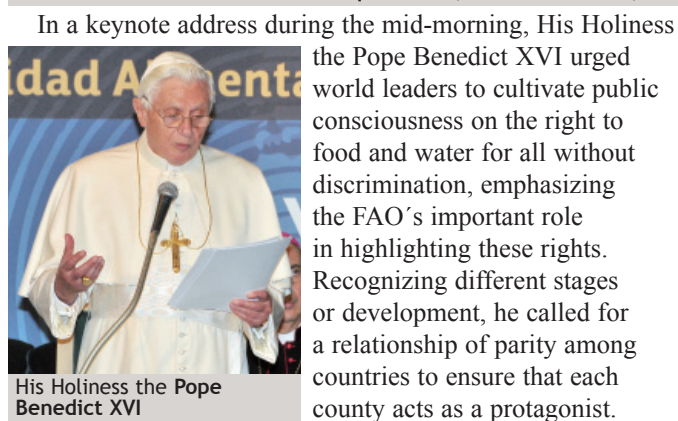 In a keynote address during the mid-morning, His Holiness
the Pope Benedict XVI urged
world leaders to cultivate public
consciousness on the right to
food and water for all without
discrimination, emphasizing
the FAO´s important role
in highlighting these rights.
Recognizing different stages
or development, he called for
a relationship of parity among
countries to ensure that each
county acts as a protagonist.
idad A
enta
His Holiness the Pope
Benedict XVI